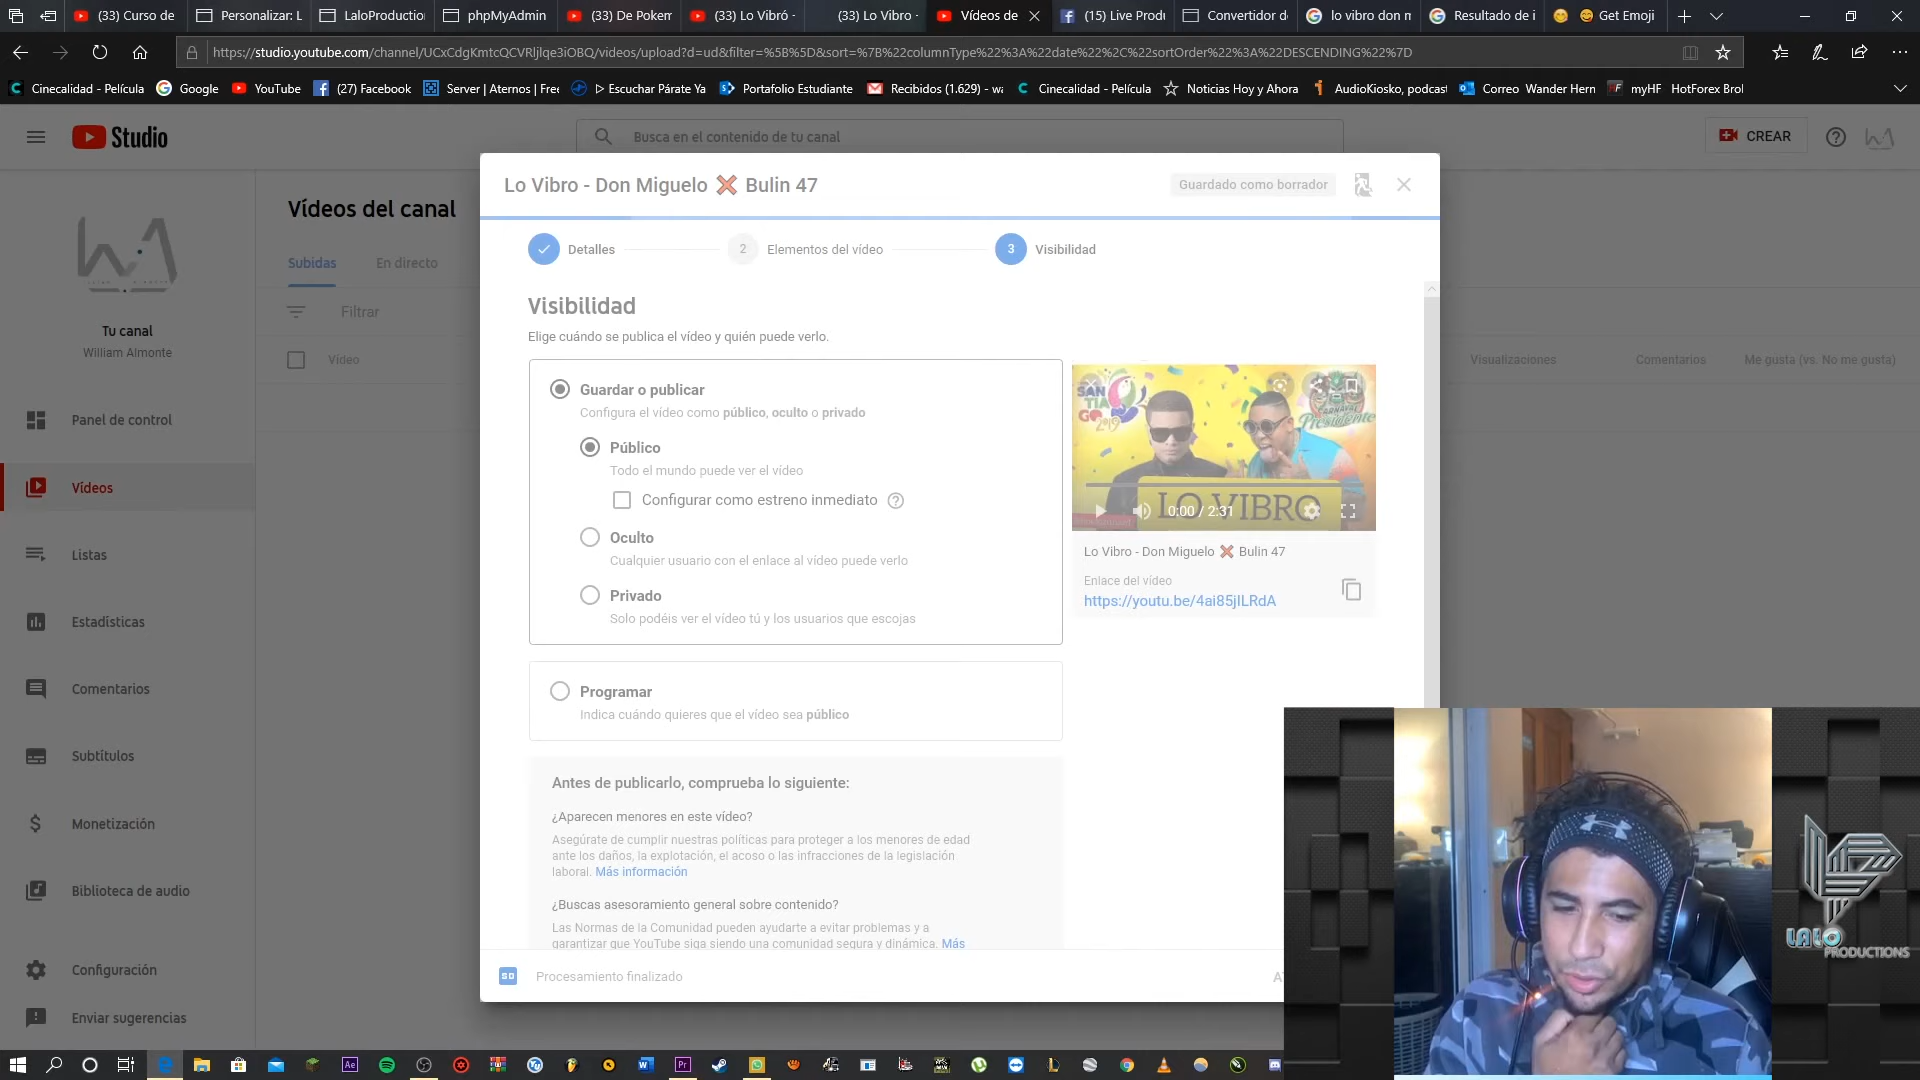 (33) Curso de
Personalizar: L
LaloProductio
phpMyAdmin
(33) De Pokem
(33) Lo Vibró -
(33) Lo Vibro -
Vídeos de
(15) Live Produ
Convertidor d
lo vibro don m
Resultado de i
Get Emoji
https://studio.youtube.com/channel/UCxCdgKmtcQCVRljlqe3iOBQ/videos/upload?d=ud&filter=%5B%5D&sort=%7B%22columnType%22%3A%22date%22%2C%22sortOrder%22%3A%22DESCENDING%22%7D
Cinecalidad - Película
Google
YouTube
(27) Facebook
Server | Aternos | Free
▷ Escuchar Párate Ya
Portafolio Estudiante
Recibidos (1.629) - wa
Cinecalidad - Película
Noticias Hoy y Ahora
AudioKiosko, podcast
Correo Wander Hern
myHF HotForex Brol
Studio
Busca en el contenido de tu canal
CREAR
Tu canal
William Almonte
Panel de control
Vídeos
Listas
Estadísticas
Comentarios
Subtítulos
Monetización
Biblioteca de audio
Configuración
Enviar sugerencias
Vídeos del canal
Subidas
En directo
Filtrar
Vídeo
Visualizaciones
Comentarios
Me gusta (vs. No me gusta)
Lo Vibro - Don Miguelo ❌ Bulin 47
Guardado como borrador
Detalles
2 Elementos del vídeo
3 Visibilidad
Visibilidad
Elige cuándo se publica el vídeo y quién puede verlo.
Guardar o publicar
Configura el vídeo como público, oculto o privado
Público
Todo el mundo puede ver el vídeo
Configurar como estreno inmediato
Oculto
Cualquier usuario con el enlace al vídeo puede verlo
Privado
Solo podéis ver el vídeo tú y los usuarios que escojas
Programar
Indica cuándo quieres que el vídeo sea público
Antes de publicarlo, comprueba lo siguiente:
¿Aparecen menores en este vídeo?
Asegúrate de cumplir nuestras políticas para proteger a los menores de edad
ante los daños, la explotación, el acoso o las infracciones de la legislación
laboral. Más información
¿Buscas asesoramiento general sobre contenido?
Las Normas de la Comunidad pueden ayudarte a evitar problemas y a
garantizar que YouTube siga siendo una comunidad segura y dinámica. Más
SD Procesamiento finalizado
SAN
TIA
GO
2019
CARNAVAL
Presidente
LO VIBRO
0:00 / 2:31
Lo Vibro - Don Miguelo ❌ Bulin 47
Enlace del vídeo
https://youtu.be/4ai85jILRdA
LALO
PRODUCTIONS